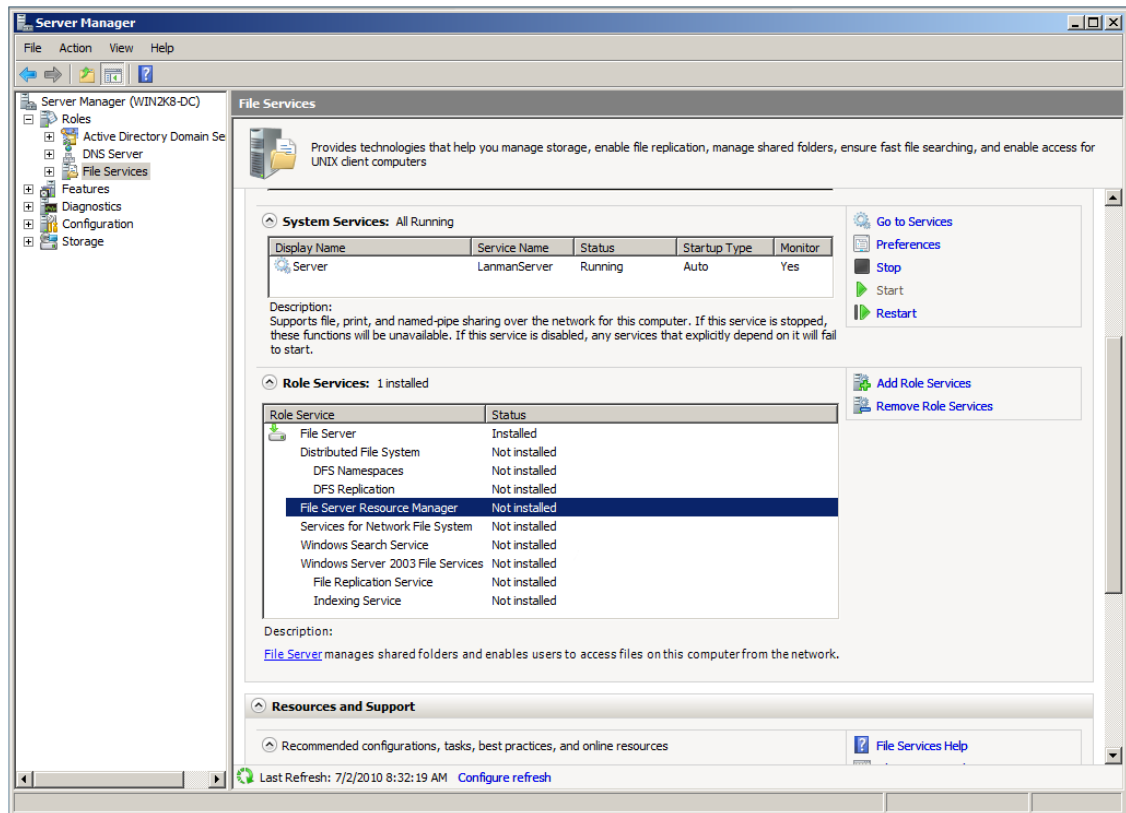 Server Manager
File Action View Help
Server Manager (WIN2K8-DC)
Roles
Active Directory Domain Se
DNS Server
File Services
Features
Diagnostics
Configuration
Storage
File Services
Provides technologies that help you manage storage, enable file replication, manage shared folders, ensure fast file searching, and enable access for
UNIX client computers
System Services: All Running
Display Name Service Name Status Startup Type Monitor
Server LanmanServer Running Auto Yes
Description:
Supports file, print, and named-pipe sharing over the network for this computer. If this service is stopped,
these functions will be unavailable. If this service is disabled, any services that explicitly depend on it will fail
to start.
Go to Services
Preferences
Stop
Start
Restart
Role Services: 1 installed
Role Service Status
File Server Installed
Distributed File System Not installed
DFS Namespaces Not installed
DFS Replication Not installed
File Server Resource Manager Not installed
Services for Network File System Not installed
Windows Search Service Not installed
Windows Server 2003 File Services Not installed
File Replication Service Not installed
Indexing Service Not installed
Description:
File Server manages shared folders and enables users to access files on this computer from the network.
Add Role Services
Remove Role Services
Resources and Support
Recommended configurations, tasks, best practices, and online resources
File Services Help
Last Refresh: 7/2/2010 8:32:19 AM Configure refresh